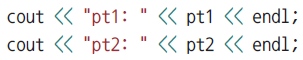 cout << "pt1: " << pt1 << endl;
cout << "pt2: " << pt2 << endl;